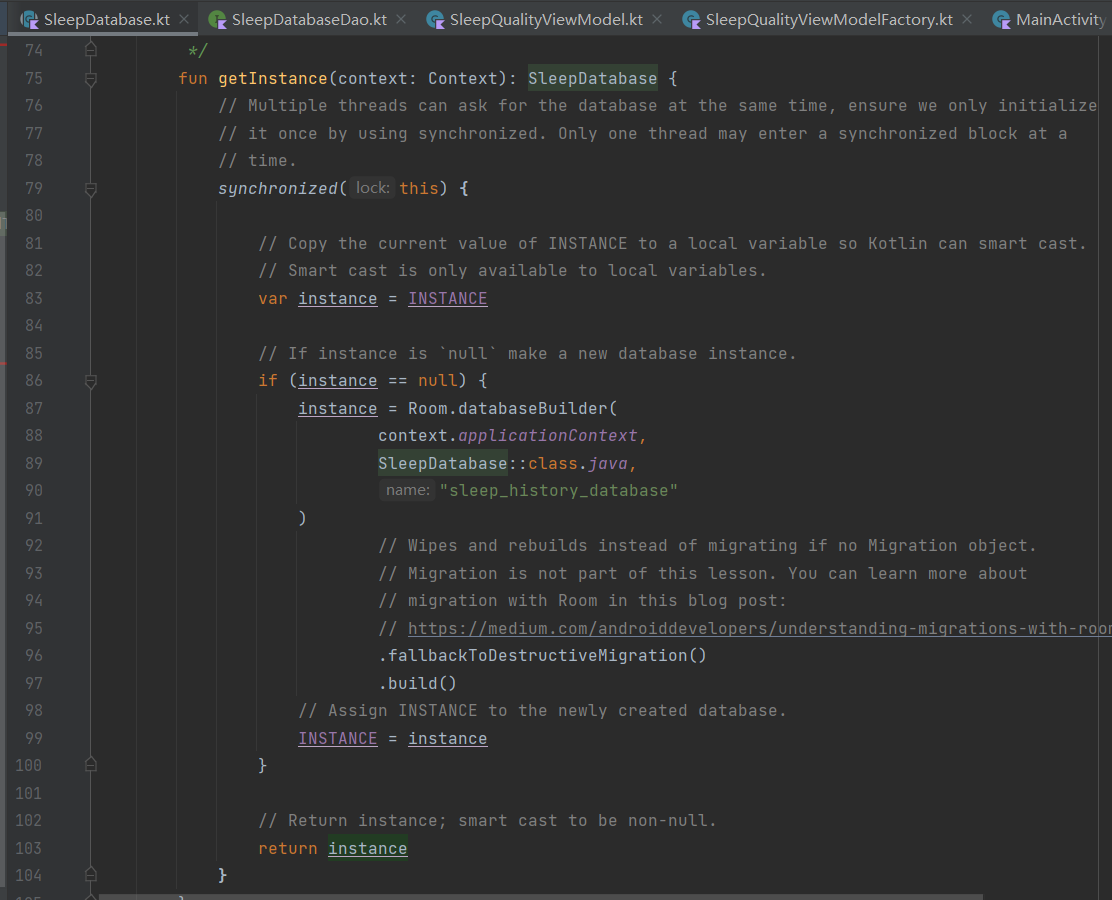 SleepDatabase.kt SleepDatabaseDao.kt SleepQualityViewModel.kt SleepQualityViewModelFactory.kt MainActivity
74 */
75 fun getInstance(context: Context): SleepDatabase {
76 // Multiple threads can ask for the database at the same time, ensure we only initialize
77 // it once by using synchronized. Only one thread may enter a synchronized block at a
78 // time.
79 synchronized( lock: this) {
80
81 // Copy the current value of INSTANCE to a local variable so Kotlin can smart cast.
82 // Smart cast is only available to local variables.
83 var instance = INSTANCE
84
85 // If instance is `null` make a new database instance.
86 if (instance == null) {
87 instance = Room.databaseBuilder(
88 context.applicationContext,
89 SleepDatabase::class.java,
90 name: "sleep_history_database"
91 )
92 // Wipes and rebuilds instead of migrating if no Migration object.
93 // Migration is not part of this lesson. You can learn more about
94 // migration with Room in this blog post:
95 // https://medium.com/androiddevelopers/understanding-migrations-with-room
96 .fallbackToDestructiveMigration()
97 .build()
98 // Assign INSTANCE to the newly created database.
99 INSTANCE = instance
100 }
101
102 // Return instance; smart cast to be non-null.
103 return instance
104 }